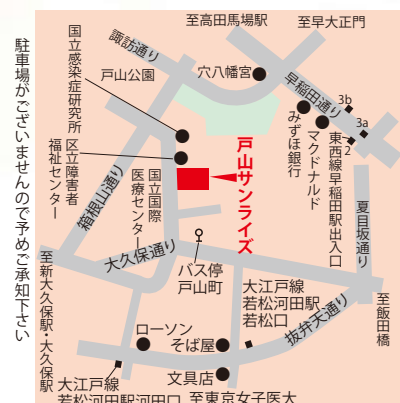 至高田馬場駅
至早大正門
諏訪通り
戸山公園
穴八幡宮
早稲田通り
3b
3a
2
東西線早稲田駅出入口
マクドナルド
みずほ銀行
国立感染症研究所
区立障害者
福祉センター
戸山サンライズ
国立国際
医療センター
箱根山通り
夏目坂通り
大久保通り
バス停
戸山町
至新大久保駅・大久保駅
大江戸線
若松河田駅
若松口
抜弁天通り
至飯田橋
ローソン
そば屋
文具店
大江戸線
若松河田駅河田口
至東京女子医大
駐車場がございませんので予めご承知下さい